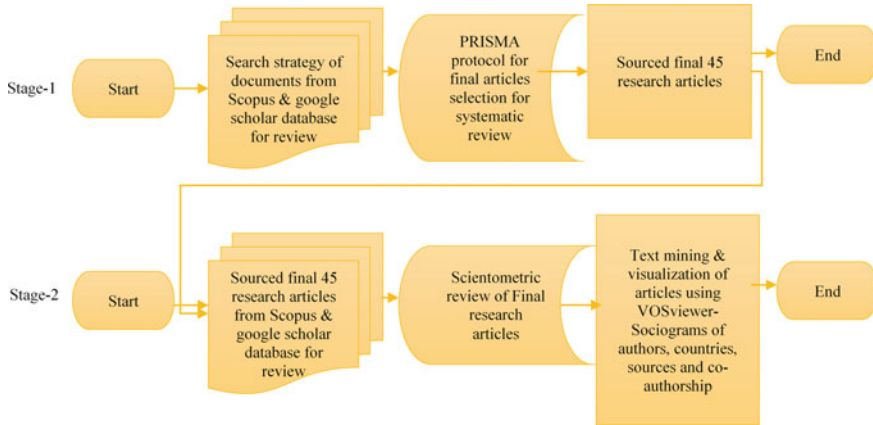 Stage-1
Start
Search strategy of
documents from
Scopus & google
scholar database
for review
PRISMA
protocol for
final articles
selection for
systematic
review
Sourced final 45
research articles
End
Stage-2
Start
Sourced final 45
research articles
from Scopus &
google scholar
database for
review
Scientometric
review of Final
research
articles
Text mining &
visualization of
articles using
VOSviewer-
Sociograms of
authors, countries,
sources and co-
authorship
End